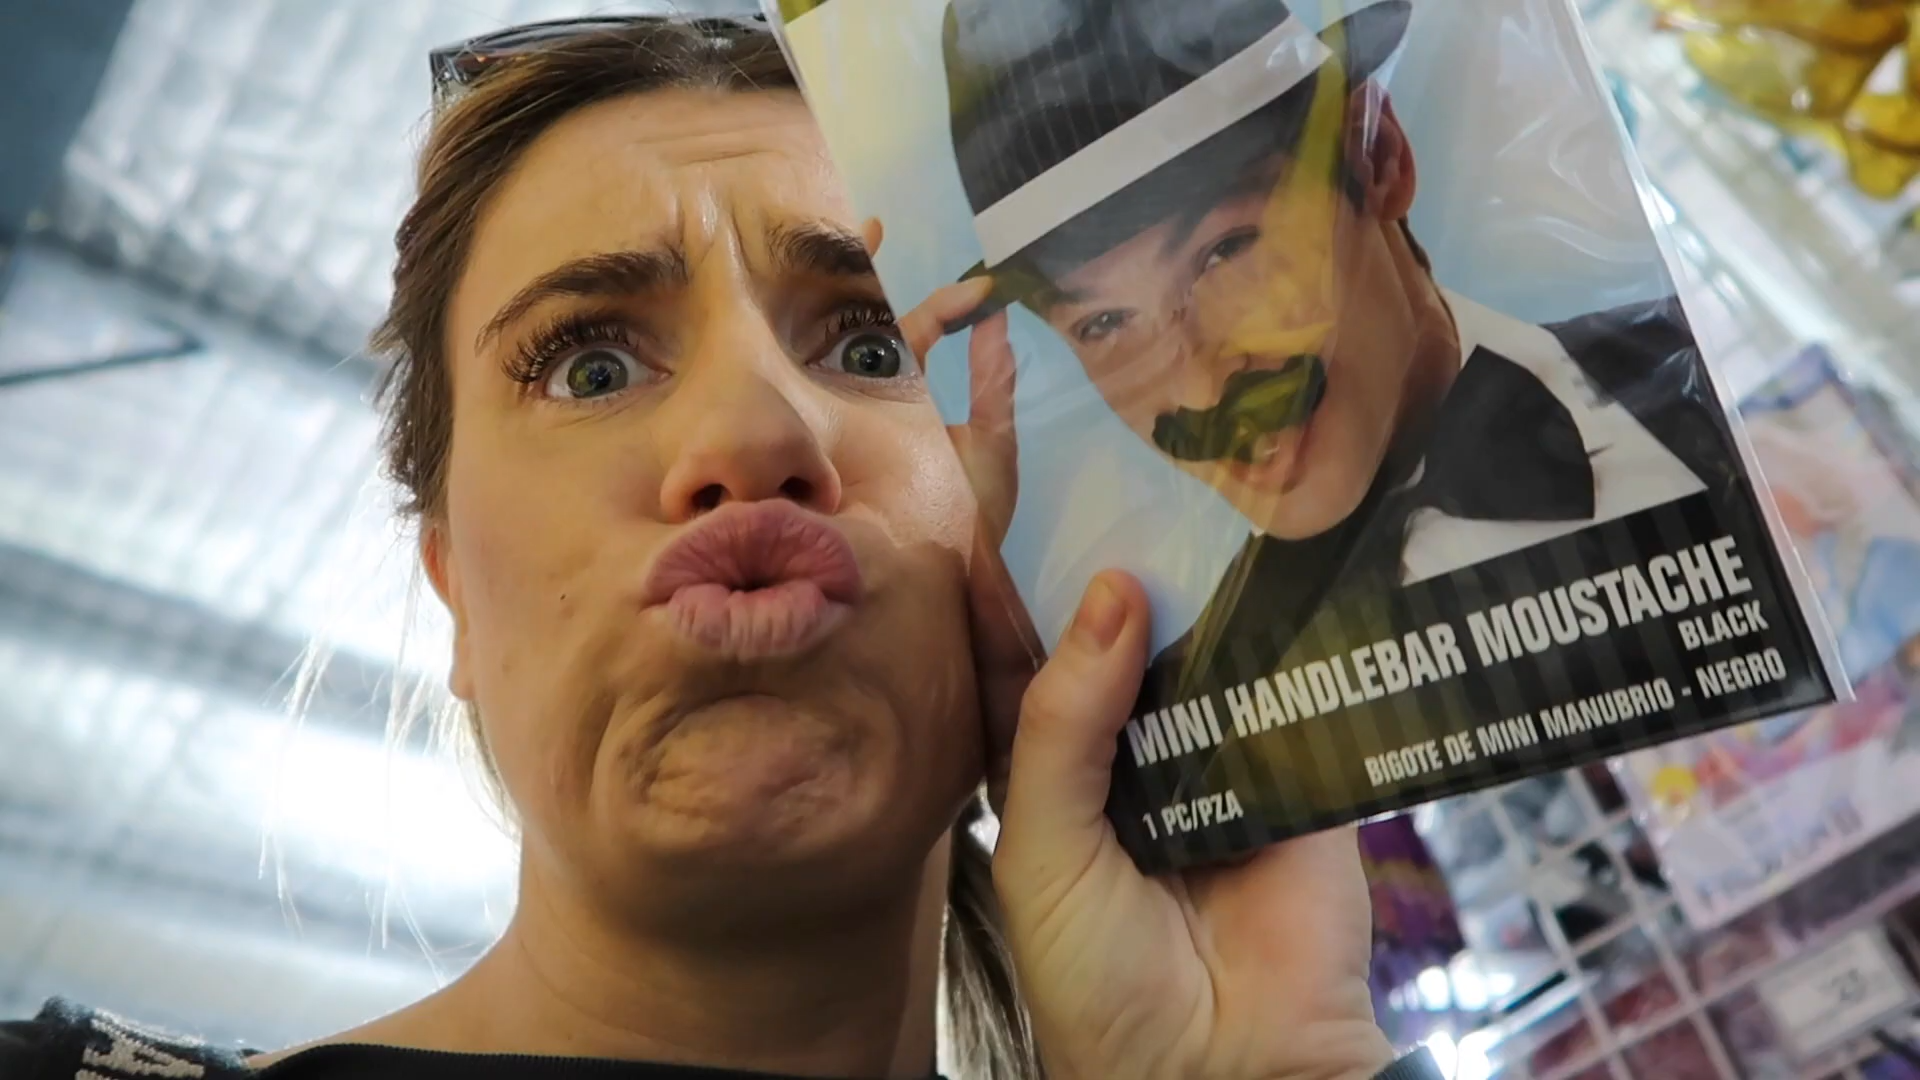 MINI HANDLEBAR MOUSTACHE
BLACK
BIGOTE DE MINI MANUBRIO - NEGRO
1 PC/PZA